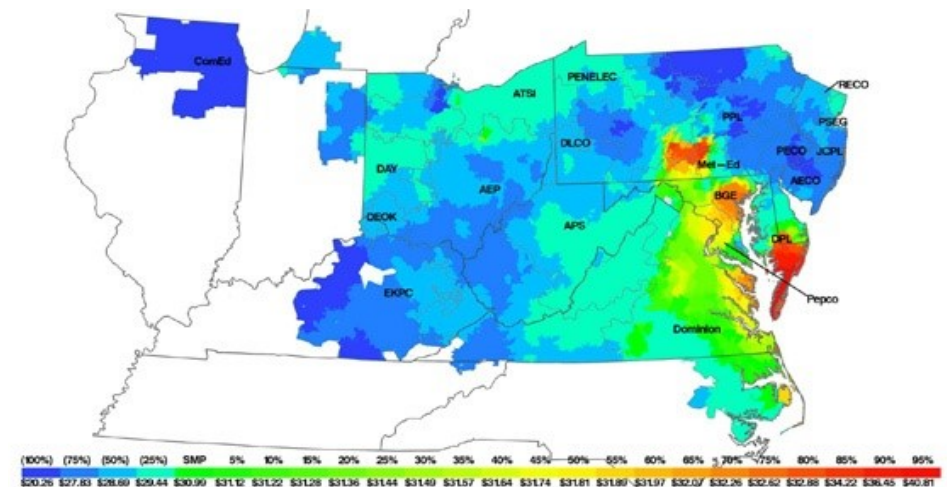 ComEd
ATSI
PENELEC
RECO
PPL
PSEG
DLCO
PECO
JCPL
Met-Ed
DAY
AECO
AEP
BGE
DEOK
APS
DPL
EKPC
Pepco
Dominion
(100%) (75%) (50%) (25%) SMP 5% 10% 15% 20% 25% 30% 35% 40% 45% 50% 55% 60% 65% 70% 75% 80% 85% 90% 95%
$20.26 $27.83 $28.69 $29.44 $30.99 $31.12 $31.22 $31.28 $31.36 $31.44 $31.49 $31.57 $31.64 $31.74 $31.81 $31.89 $31.97 $32.07 $32.26 $32.62 $32.88 $34.22 $36.45 $40.81